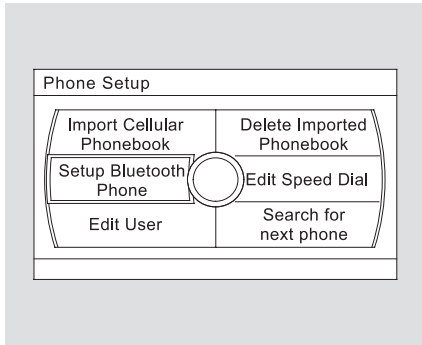 Phone Setup
Import Cellular
Phonebook
Delete Imported
Phonebook
Setup Bluetooth
Phone
Edit Speed Dial
Edit User
Search for
next phone